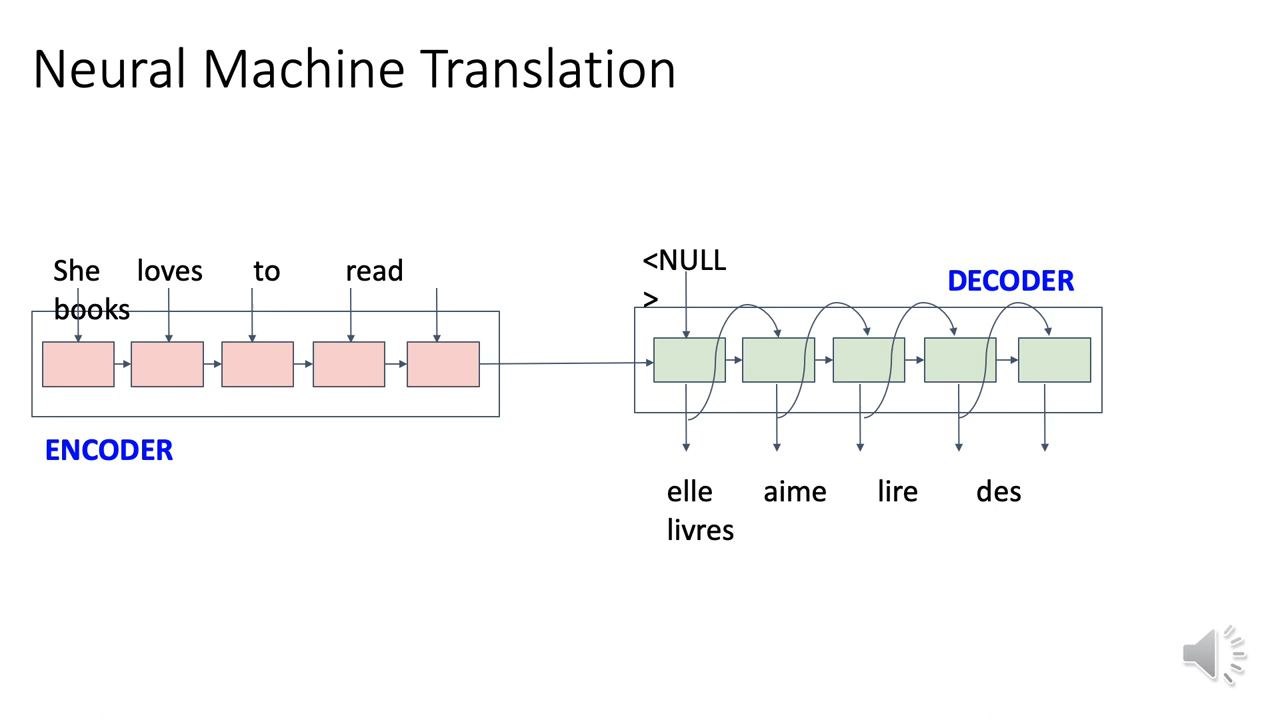 Neural Machine Translation
She loves to read
books
<NULL
>
DECODER
ENCODER
elle aime lire des
livres